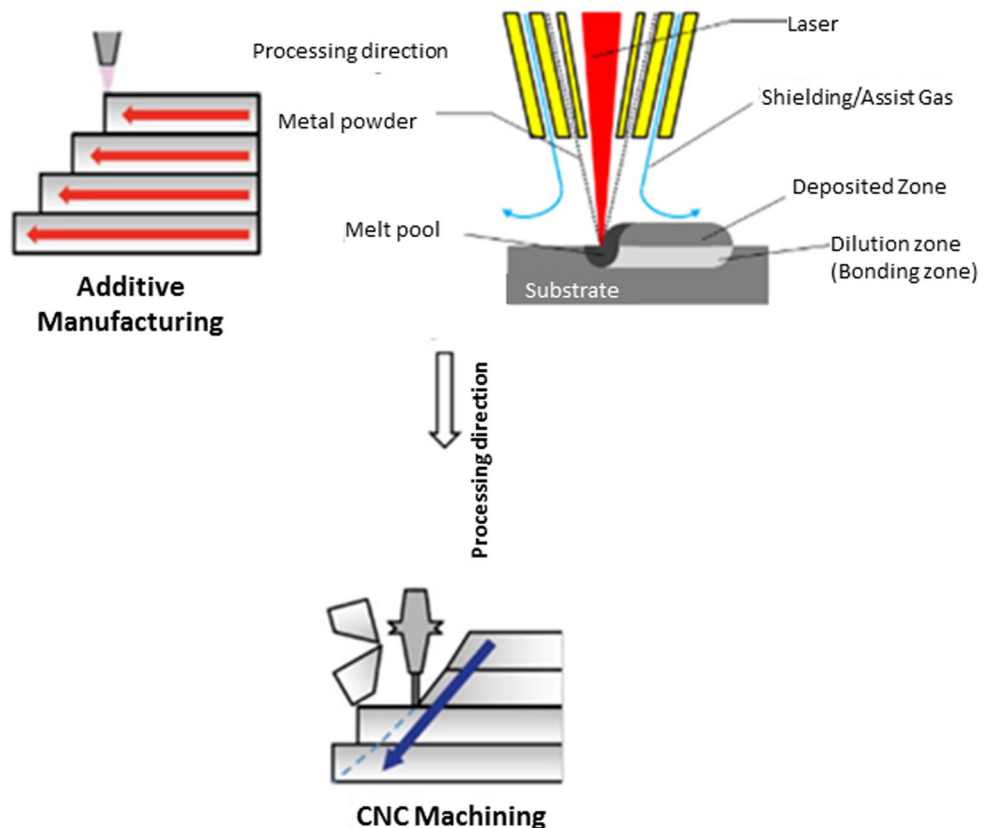 Processing direction
Laser
Metal powder
Shielding/Assist Gas
Melt pool
Deposited Zone
Dilution zone
(Bonding zone)
Substrate
Additive
Manufacturing
Processing direction
CNC Machining